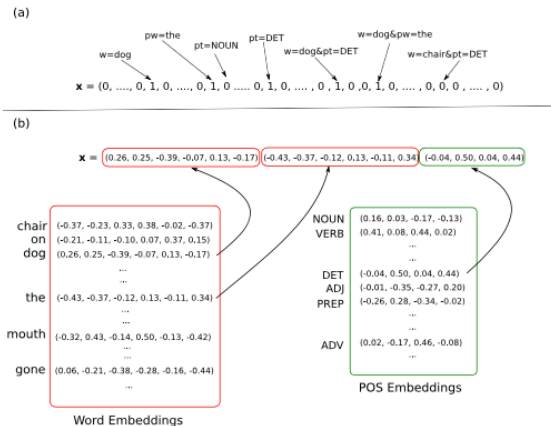 (a)
pw=the
pt=DET
w=dog&pw=the
w=dog
pt=NOUN
w=dog&pt=DET
w=chair&pt=DET
x = (0, ...., 0, 1, 0, ...., 0, 1, 0 ..... 0, 1, 0, .... , 0 , 1, 0 ,0, 1, 0, .... , 0, 0, 0 , .... , 0)
(b)
x = (0.26, 0.25, -0.39, -0.07, 0.13, -0.17) (-0.43, -0.37, -0.12, 0.13, -0.11, 0.34) (-0.04, 0.50, 0.04, 0.44)
chair (-0.37, -0.23, 0.33, 0.38, -0.02, -0.37)
on (-0.21, -0.11, -0.10, 0.07, 0.37, 0.15)
dog (0.26, 0.25, -0.39, -0.07, 0.13, -0.17)
...
...
the (-0.43, -0.37, -0.12, 0.13, -0.11, 0.34)
...
...
mouth (-0.32, 0.43, -0.14, 0.50, -0.13, -0.42)
...
...
gone (0.06, -0.21, -0.38, -0.28, -0.16, -0.44)
...
Word Embeddings
NOUN (0.16, 0.03, -0.17, -0.13)
VERB (0.41, 0.08, 0.44, 0.02)
...
...
DET (-0.04, 0.50, 0.04, 0.44)
ADJ (-0.01, -0.35, -0.27, 0.20)
PREP (-0.26, 0.28, -0.34, -0.02)
...
...
ADV (0.02, -0.17, 0.46, -0.08)
...
POS Embeddings